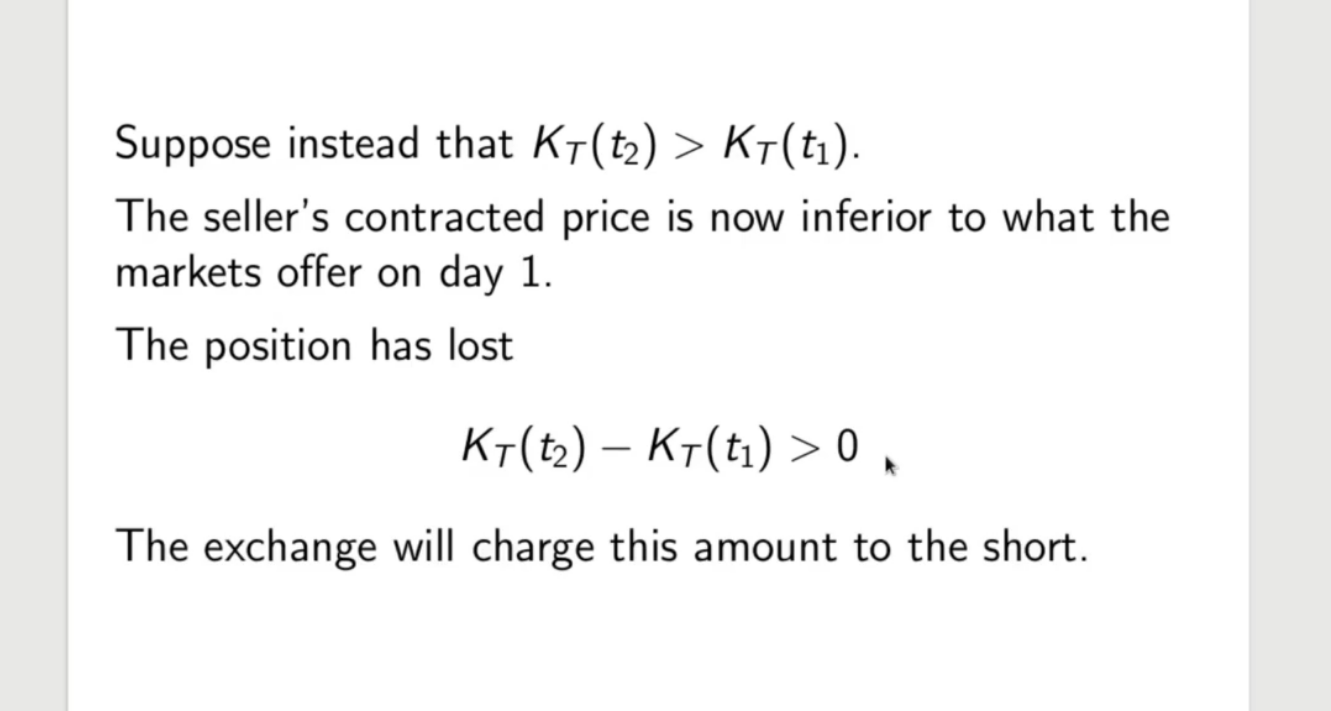 Suppose instead that K_T(t_2) > K_T(t_1).
The seller's contracted price is now inferior to what the
markets offer on day 1.
The position has lost
K_T(t_2) − K_T(t_1) > 0
The exchange will charge this amount to the short.